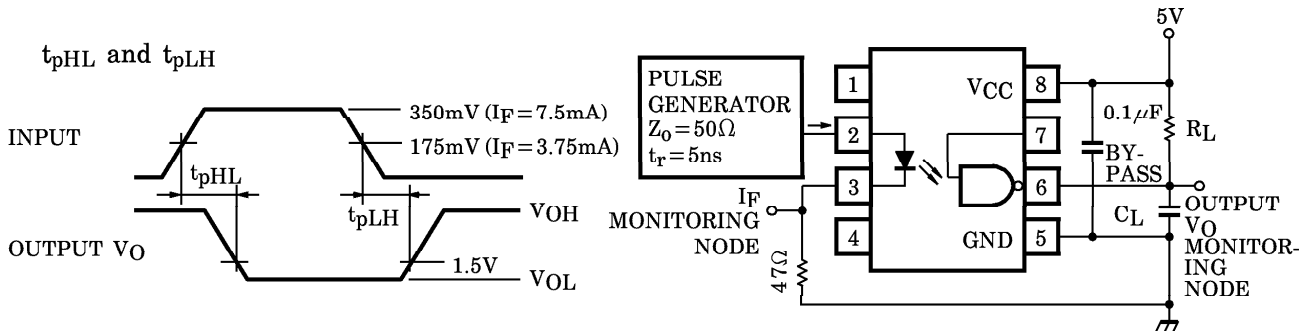 tpHL and tpLH
INPUT
350mV (IF=7.5mA)
175mV (IF=3.75mA)
tpHL
tpLH
OUTPUT VO
VOH
1.5V
VOL
PULSE
GENERATOR
Zo=50Ω
tr=5ns
IF
MONITORING
NODE
47Ω
1
2
3
4
VCC
GND
8
7
6
5
5V
0.1μF
BY-
PASS
RL
CL
OUTPUT
VO
MONITOR-
ING
NODE